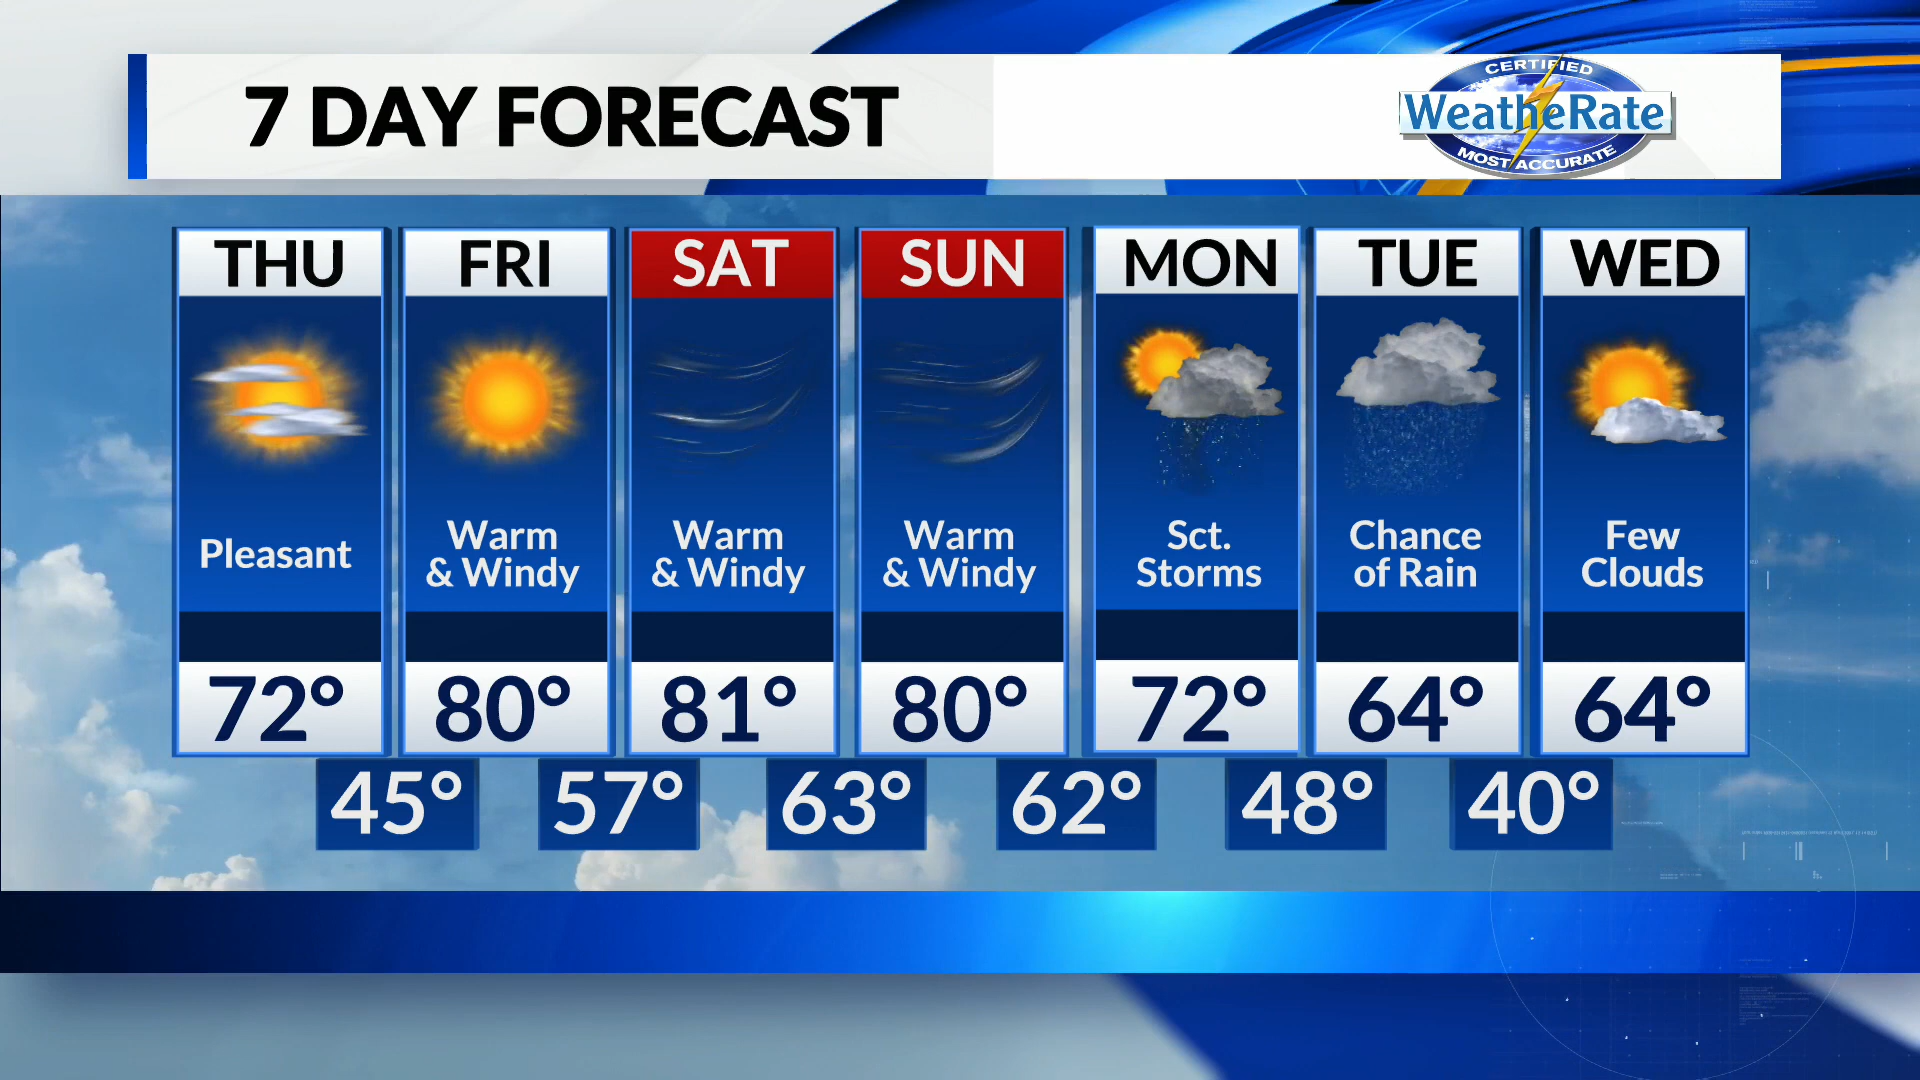 7 DAY FORECAST
CERTIFIED
WeatheRate
MOST ACCURATE
THU
FRI
SAT
SUN
MON
TUE
WED
Pleasant
Warm
& Windy
Warm
& Windy
Warm
& Windy
Sct.
Storms
Chance
of Rain
Few
Clouds
72°
80°
81°
80°
72°
64°
64°
45°
57°
63°
62°
48°
40°